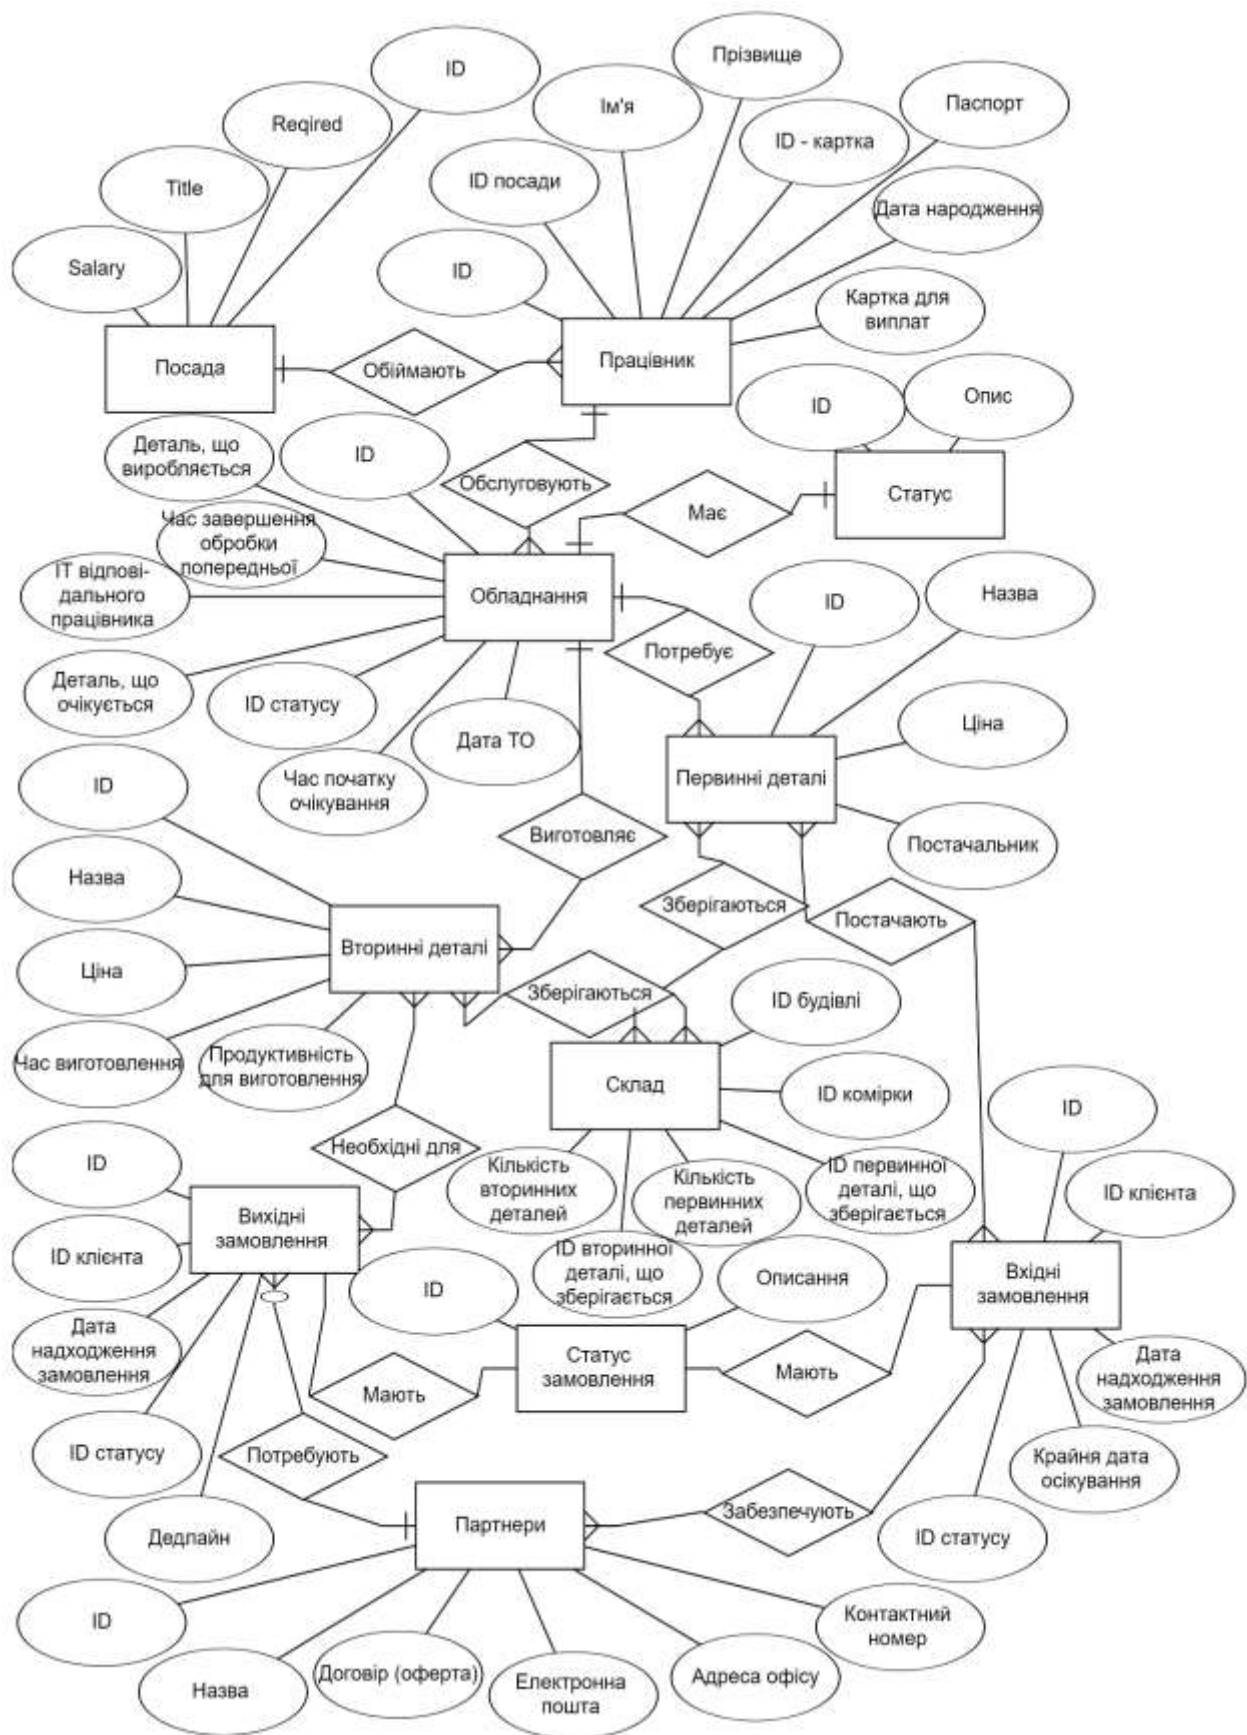 ID
Прізвище
Reqired
Ім'я
Паспорт
ID - картка
Title
ID посади
Дата народження
Salary
ID
Картка для
виплат
Посада
Обіймають
Працівник
ID
Опис
Деталь, що
виробляється
ID
Обслуговують
Має
Статус
Час завершення
обробки
попередньої
ІТ відпові-
дального
працівника
Обладнання
ID
Назва
Потребує
Деталь, що
очікується
ID статусу
Дата ТО
Ціна
Час початку
очікування
Первинні деталі
ID
Виготовляє
Постачальник
Назва
Зберігаються
Постачають
Вторинні деталі
Ціна
Зберігаються
ID будівлі
Час виготовлення
Продуктивність
для виготовлення
Склад
ID комірки
ID
Необхідні для
ID
Кількість
вторинних
деталей
Кількість
первинних
деталей
ID первинної
деталі, що
зберігається
ID клієнта
Вихідні
замовлення
ID клієнта
ID вторинної
деталі, що
зберігається
Описання
Вхідні
замовлення
ID
Дата
надходження
замовлення
Статус
замовлення
Мають
Мають
Дата
надходження
замовлення
ID статусу
Потребують
Крайня дата
осікування
Дедлайн
Партнери
Забезпечують
ID статусу
ID
Контактний
номер
Назва
Договір (оферта)
Електронна
пошта
Адреса офісу